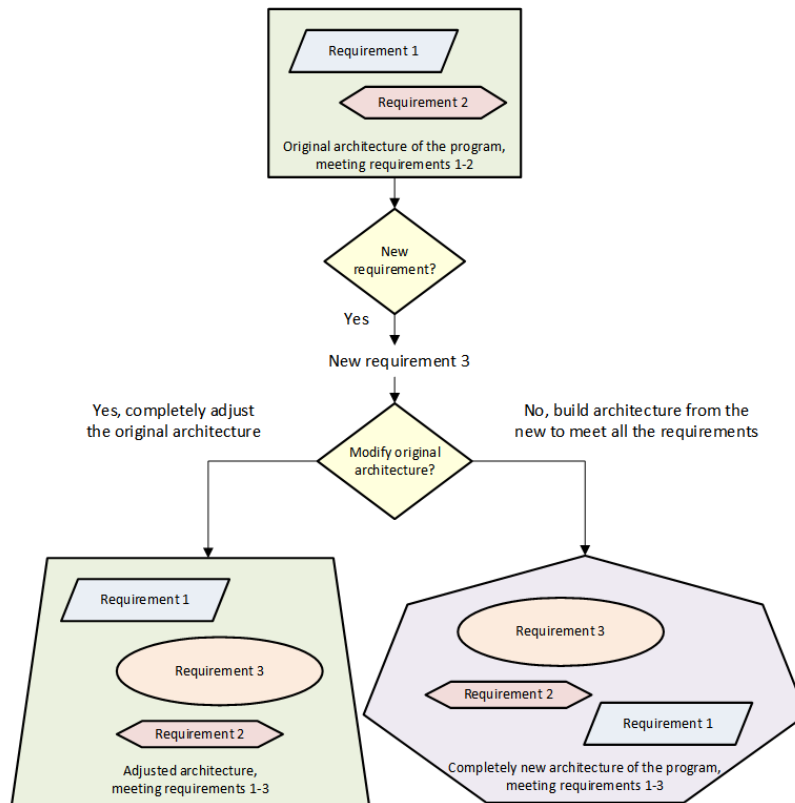 Requirement 1
Requirement 2
Original architecture of the program,
meeting requirements 1-2
New
requirement?
Yes
New requirement 3
Yes, completely adjust
the original architecture
No, build architecture from the
new to meet all the requirements
Modify original
architecture?
Requirement 1
Requirement 3
Requirement 2
Adjusted architecture,
meeting requirements 1-3
Requirement 3
Requirement 2
Requirement 1
Completely new architecture of the program,
meeting requirements 1-3